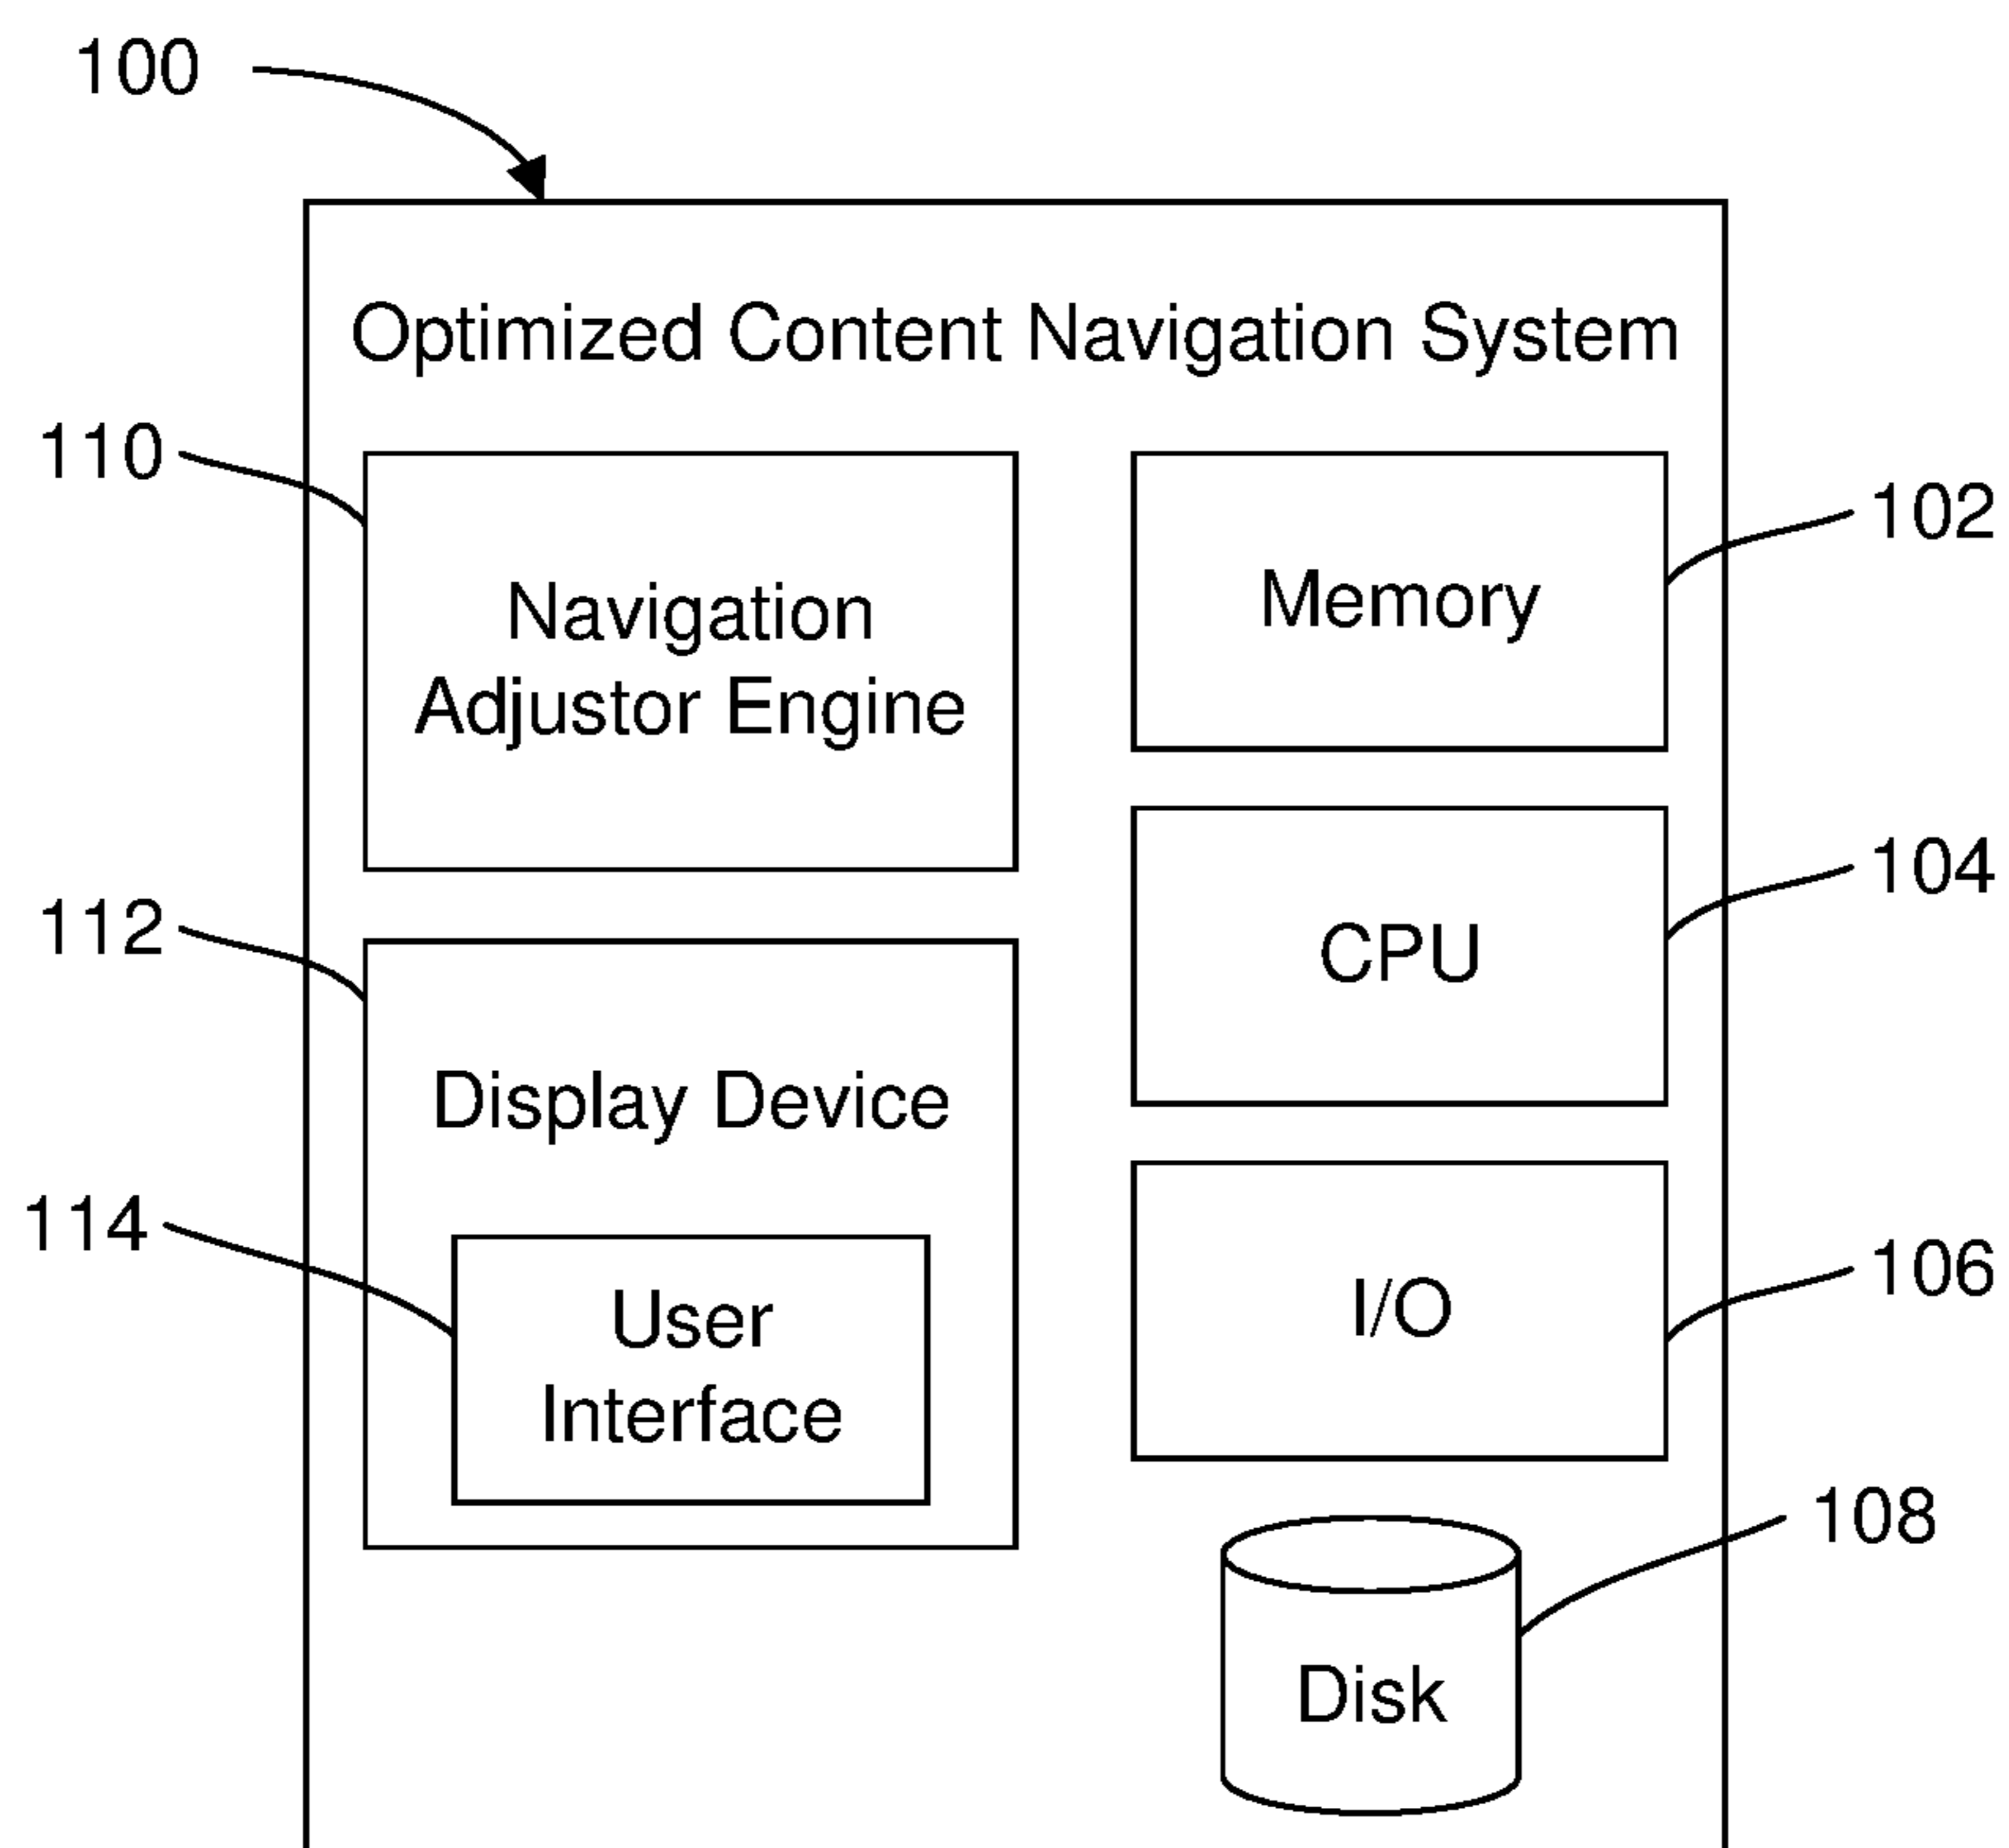 100
Optimized Content Navigation System
110
Navigation
Adjustor Engine
Memory
102
112
Display Device
CPU
104
114
User
Interface
I/O
106
Disk
108